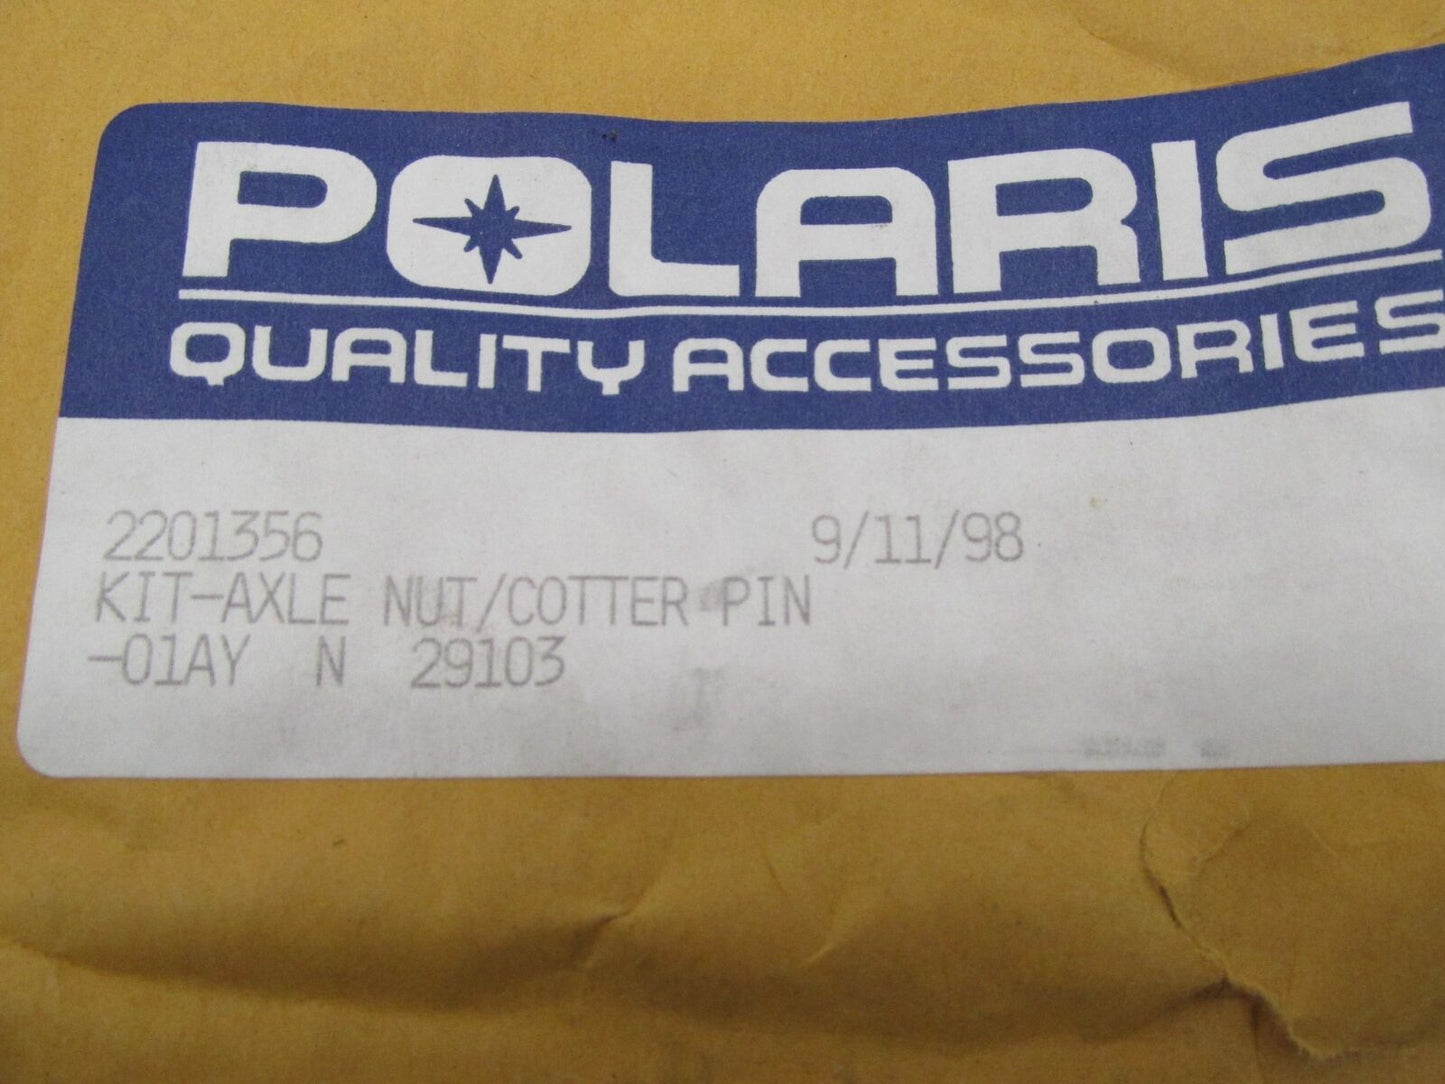 POLARIS
QUALITY ACCESSORIES
2201356 9/11/98
KIT-AXLE NUT/COTTER PIN
-01AY N 29103